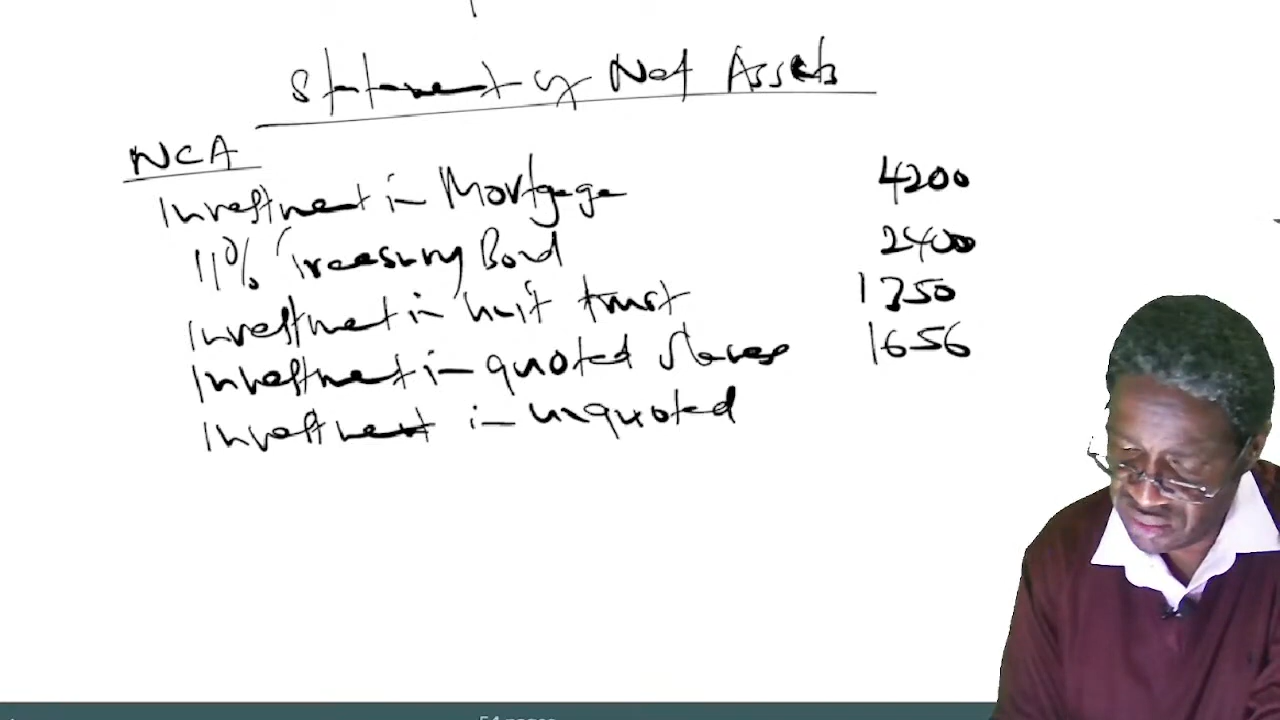 Statement of Net Assets
NCA
Investment in Mortgage 4200
11% Treasury Bond 2400
Investment in unit trust 1350
Investment in quoted shares 1656
Investment in unquoted